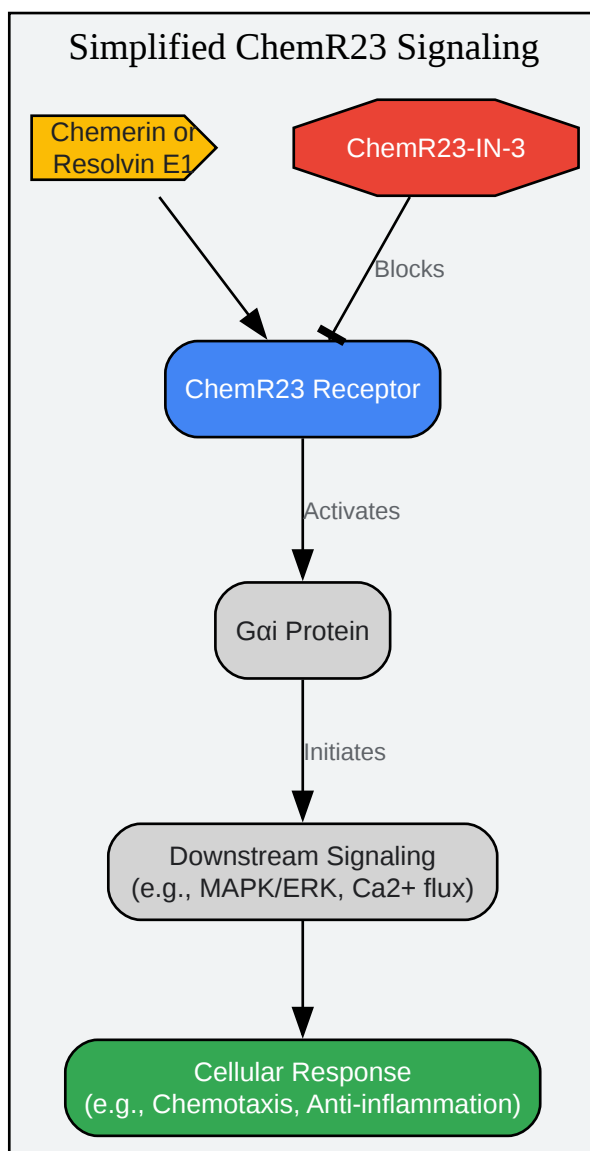 Simplified ChemR23 Signaling
Chemerin or
Resolvin E1
ChemR23-IN-3
Blocks
ChemR23 Receptor
Activates
Gαi Protein
Initiates
Downstream Signaling
(e.g., MAPK/ERK, Ca2+ flux)
Cellular Response
(e.g., Chemotaxis, Anti-inflammation)